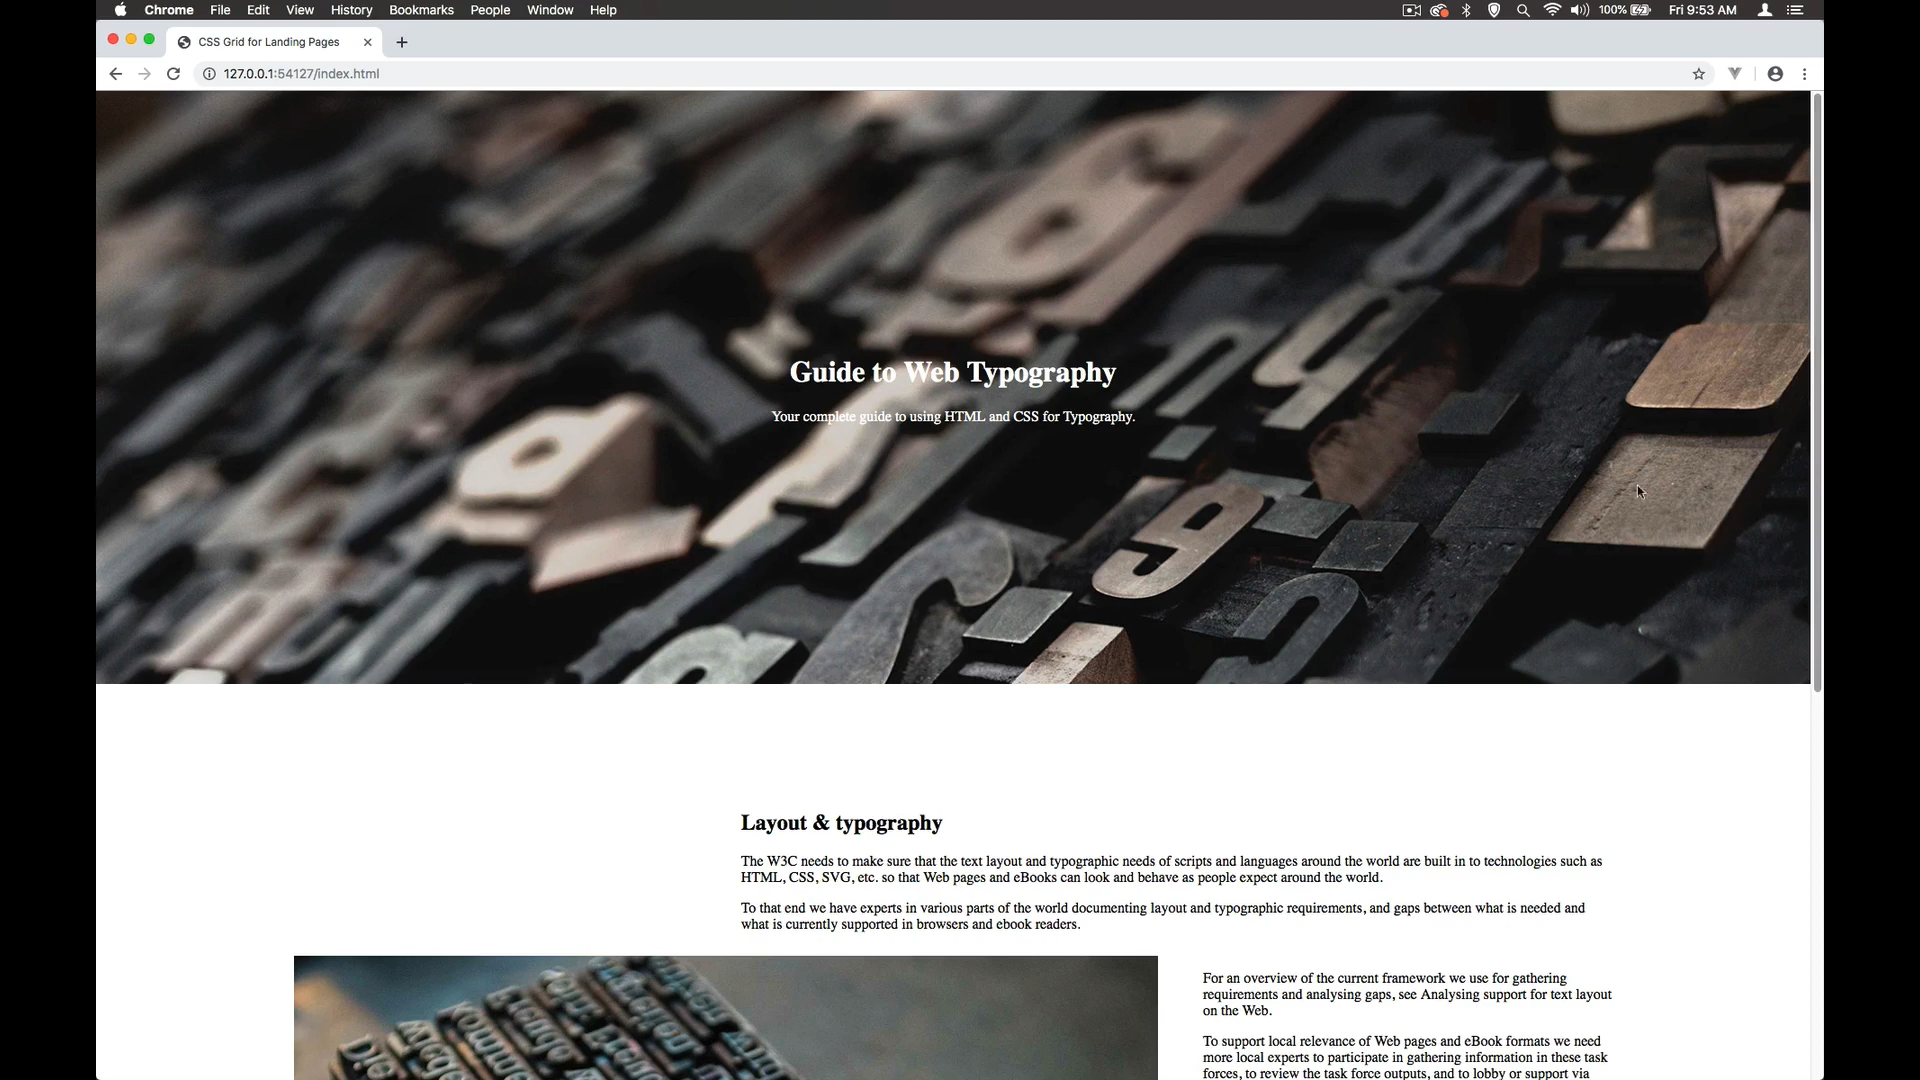 Chrome File Edit View History Bookmarks People Window Help 100% Fri 9:53 AM
CSS Grid for Landing Pages
127.0.0.1:54127/index.html
Guide to Web Typography
Your complete guide to using HTML and CSS for Typography.
Layout & typography
The W3C needs to make sure that the text layout and typographic needs of scripts and languages around the world are built in to technologies such as
HTML, CSS, SVG, etc. so that Web pages and eBooks can look and behave as people expect around the world.
To that end we have experts in various parts of the world documenting layout and typographic requirements, and gaps between what is needed and
what is currently supported in browsers and ebook readers.
For an overview of the current framework we use for gathering
requirements and analysing gaps, see Analysing support for text layout
on the Web.
To support local relevance of Web pages and eBook formats we need
more local experts to participate in gathering information in these task
forces, to review the task force outputs, and to lobby or support via